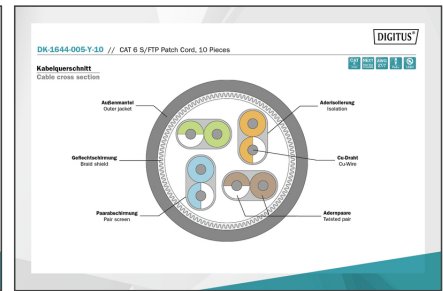 DIGITUS®
DK-1644-005-Y-10 // CAT 6 S/FTP Patch Cord, 10 Pieces
Kabelquerschnitt
Cable cross section
Außenmantel
Outer jacket
Aderisolierung
Isolation
Geflechtschirmung
Braid shield
Cu-Draht
Cu-Wire
Paarabschirmung
Pair screen
Adernpaare
Twisted pair